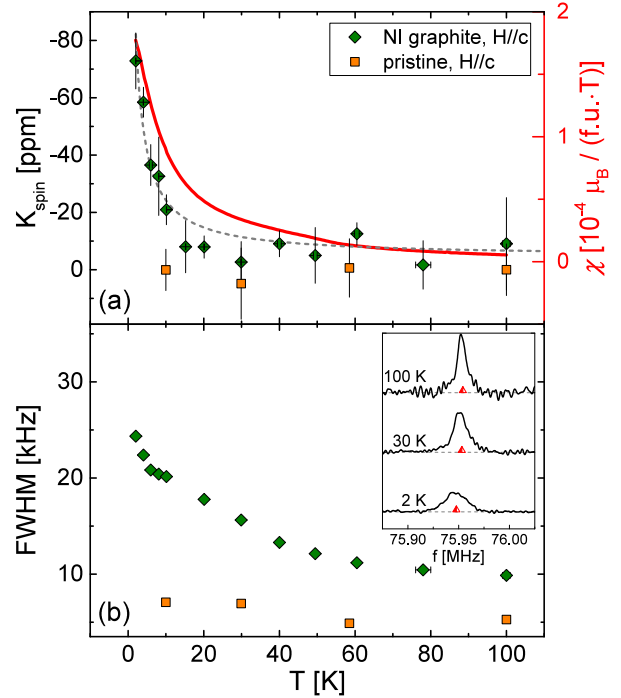 NI graphite, H//c
pristine, H//c
-80
-60
-40
-20
0
K_spin [ppm]
2
1
0
χ [10⁻⁴ μ_B / (f.u.·T)]
(a)
30
20
10
FWHM [kHz]
100 K
30 K
2 K
75.90 75.95 76.00
f [MHz]
(b)
0 20 40 60 80 100
T [K]